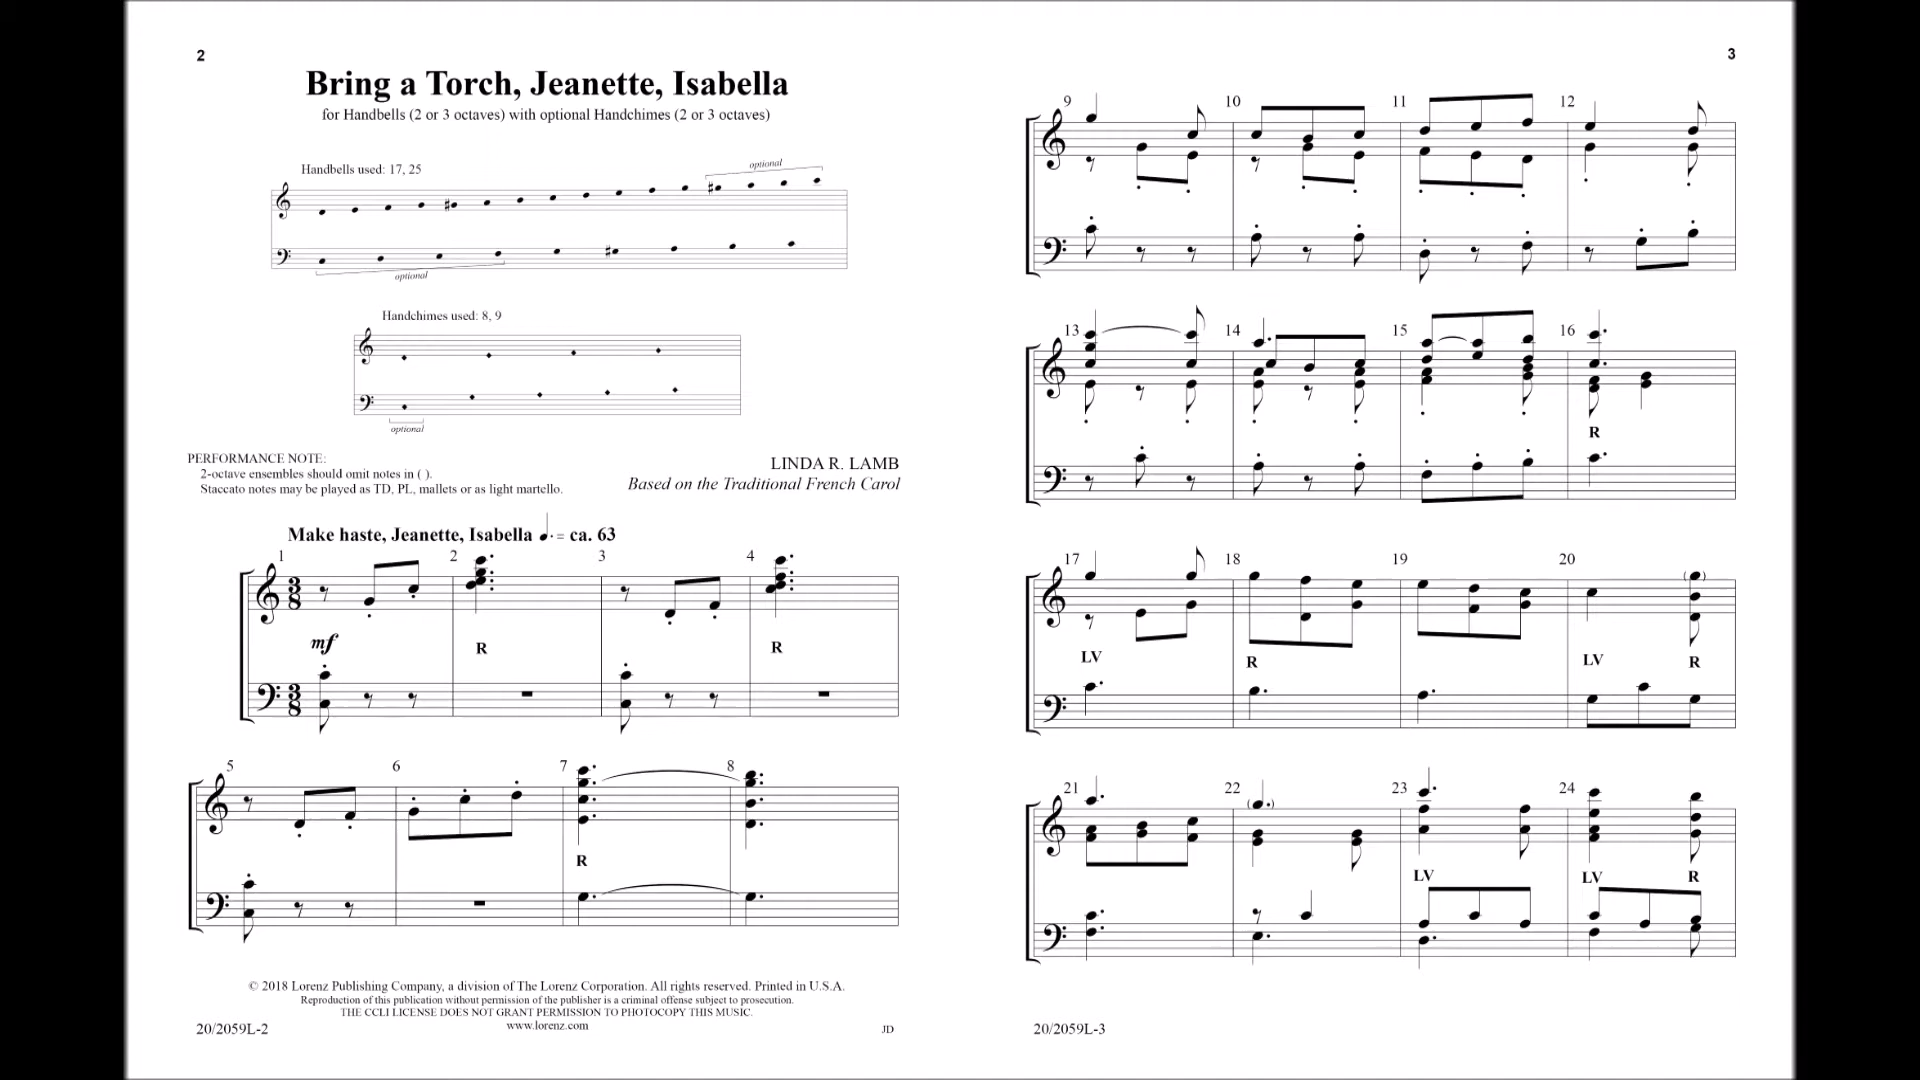 2
Bring a Torch, Jeanette, Isabella
for Handbells (2 or 3 octaves) with optional Handchimes (2 or 3 octaves)
Handbells used: 17, 25
optional
optional
Handchimes used: 8, 9
optional
PERFORMANCE NOTE:
2-octave ensembles should omit notes in ( ).
Staccato notes may be played as TD, PL, mallets or as light martello.
LINDA R. LAMB
Based on the Traditional French Carol
Make haste, Jeanette, Isabella ♩. = ca. 63
1 2 3 4
3 8
mf R R
3 8
5 6 7 8
R
© 2018 Lorenz Publishing Company, a division of The Lorenz Corporation. All rights reserved. Printed in U.S.A.
Reproduction of this publication without permission of the publisher is a criminal offense subject to prosecution.
THE CCLI LICENSE DOES NOT GRANT PERMISSION TO PHOTOCOPY THIS MUSIC.
www.lorenz.com
20/2059L-2
JD
3
9 10 11 12
13 14 15 16
R
17 18 19 20
LV R LV R
21 22 23 24
LV LV R
20/2059L-3